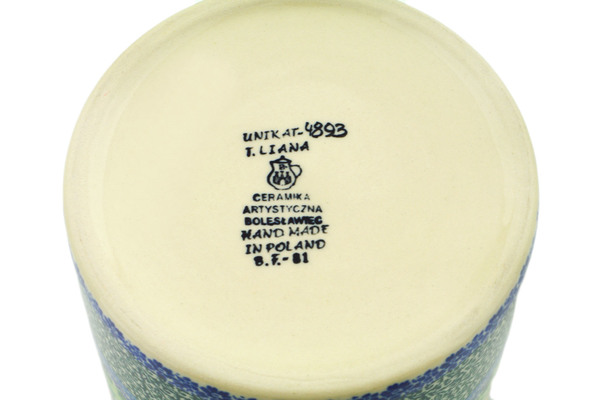 UNIKAT-4893
T. LIANA
CERAMIKA
ARTYSTYCZNA
BOLESŁAWIEC
HAND MADE
IN POLAND
B.F.-81